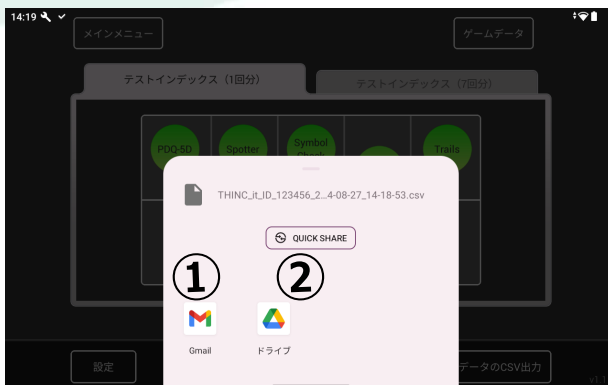 14:19
メインメニュー
ゲームデータ
テストインデックス（1回分）
テストインデックス（7回分）
PDQ-5D
Spotter
Symbol
Check
Trails
THINC_it_ID_123456_2…4-08-27_14-18-53.csv
QUICK SHARE
①
②
Gmail
ドライブ
設定
データのCSV出力